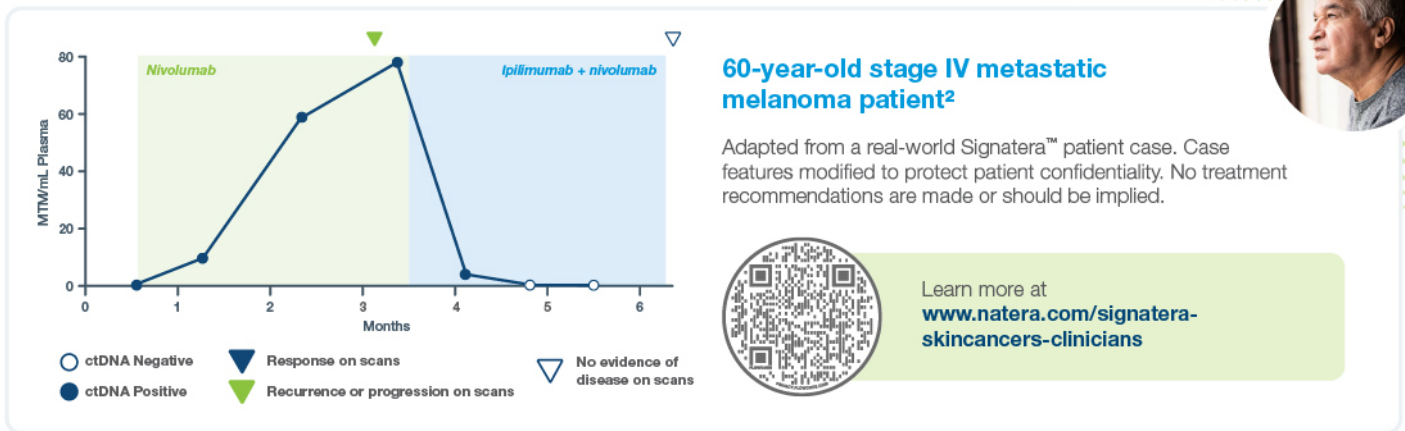 Nivolumab
Ipilimumab + nivolumab
80
60
40
20
0
MTM/mL Plasma
0 1 2 3 4 5 6
Months
ctDNA Negative
ctDNA Positive
Response on scans
Recurrence or progression on scans
No evidence of
disease on scans
60-year-old stage IV metastatic
melanoma patient²
Adapted from a real-world Signatera™ patient case. Case
features modified to protect patient confidentiality. No treatment
recommendations are made or should be implied.
Learn more at
www.natera.com/signatera-
skincancers-clinicians